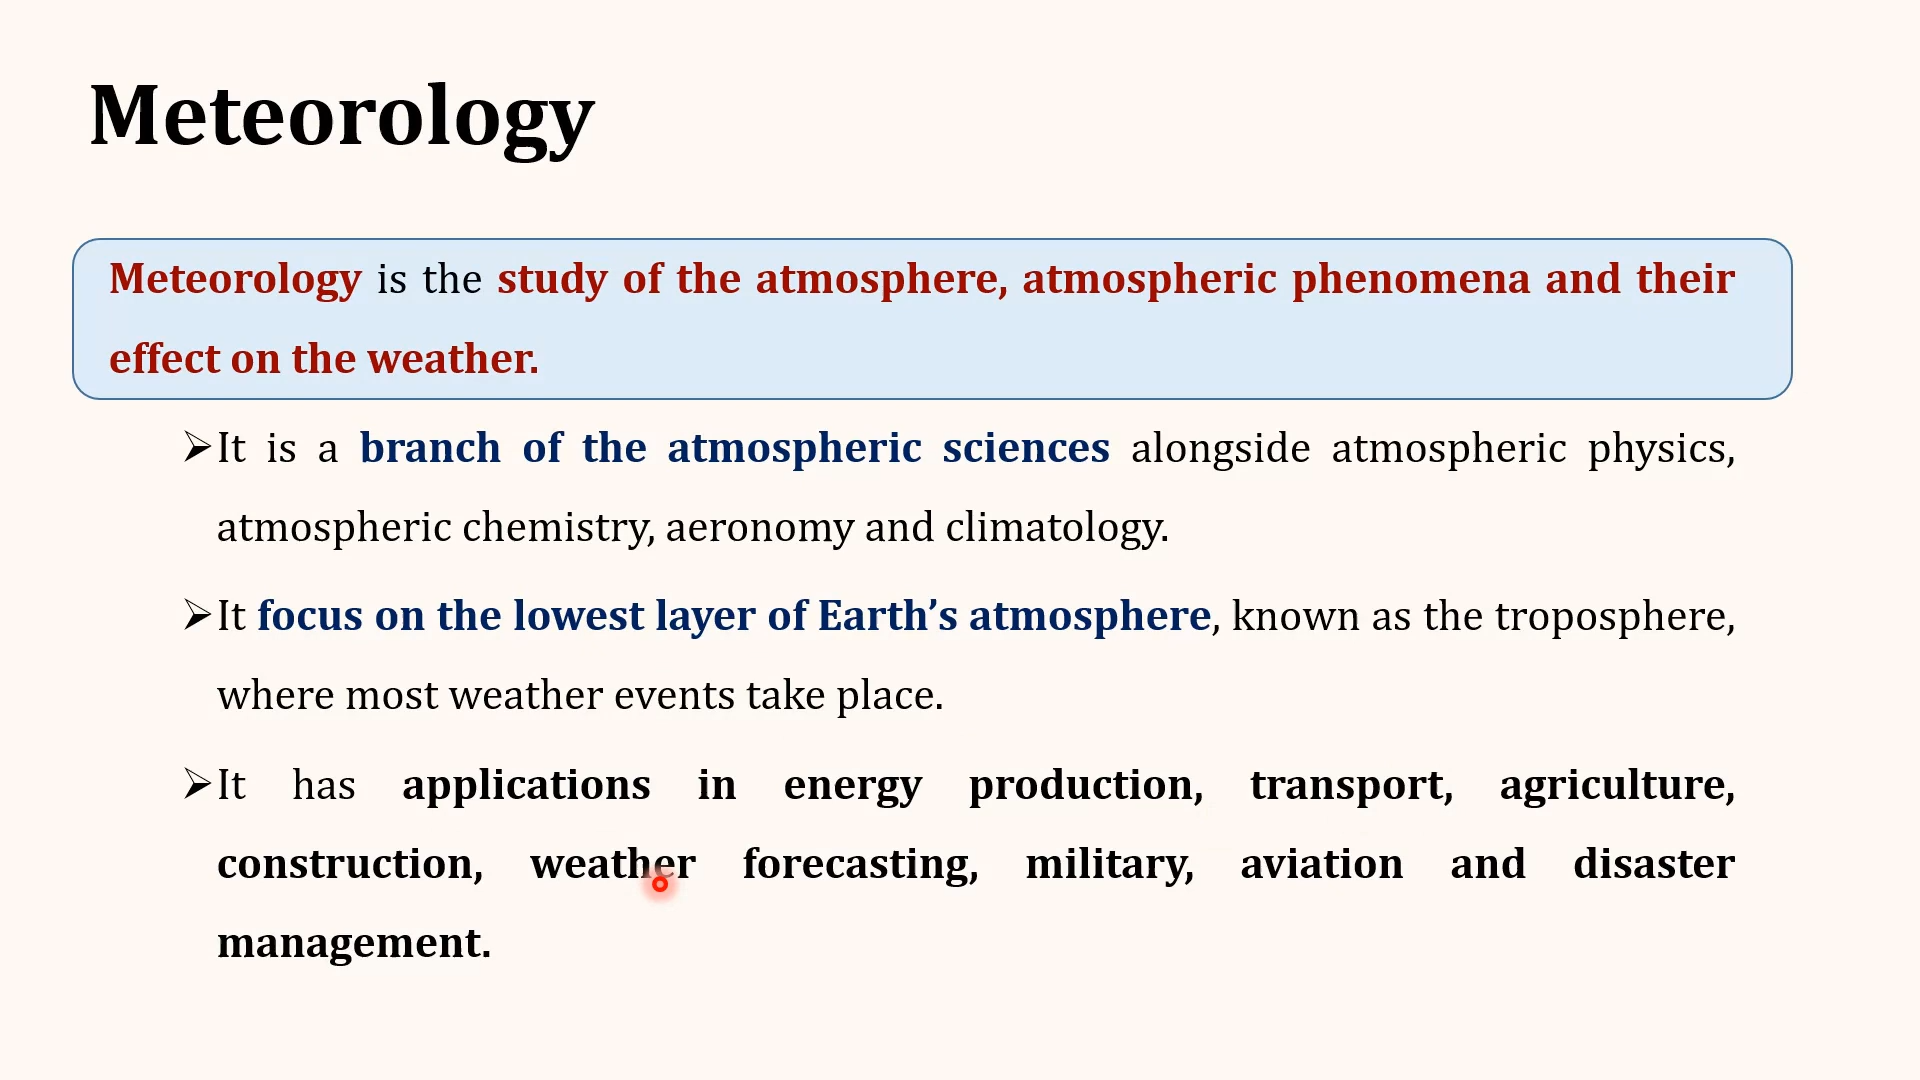 Meteorology
Meteorology is the study of the atmosphere, atmospheric phenomena and their
effect on the weather.
➢It is a branch of the atmospheric sciences alongside atmospheric physics,
atmospheric chemistry, aeronomy and climatology.
➢It focus on the lowest layer of Earth’s atmosphere, known as the troposphere,
where most weather events take place.
➢It has applications in energy production, transport, agriculture,
construction, weather forecasting, military, aviation and disaster
management.